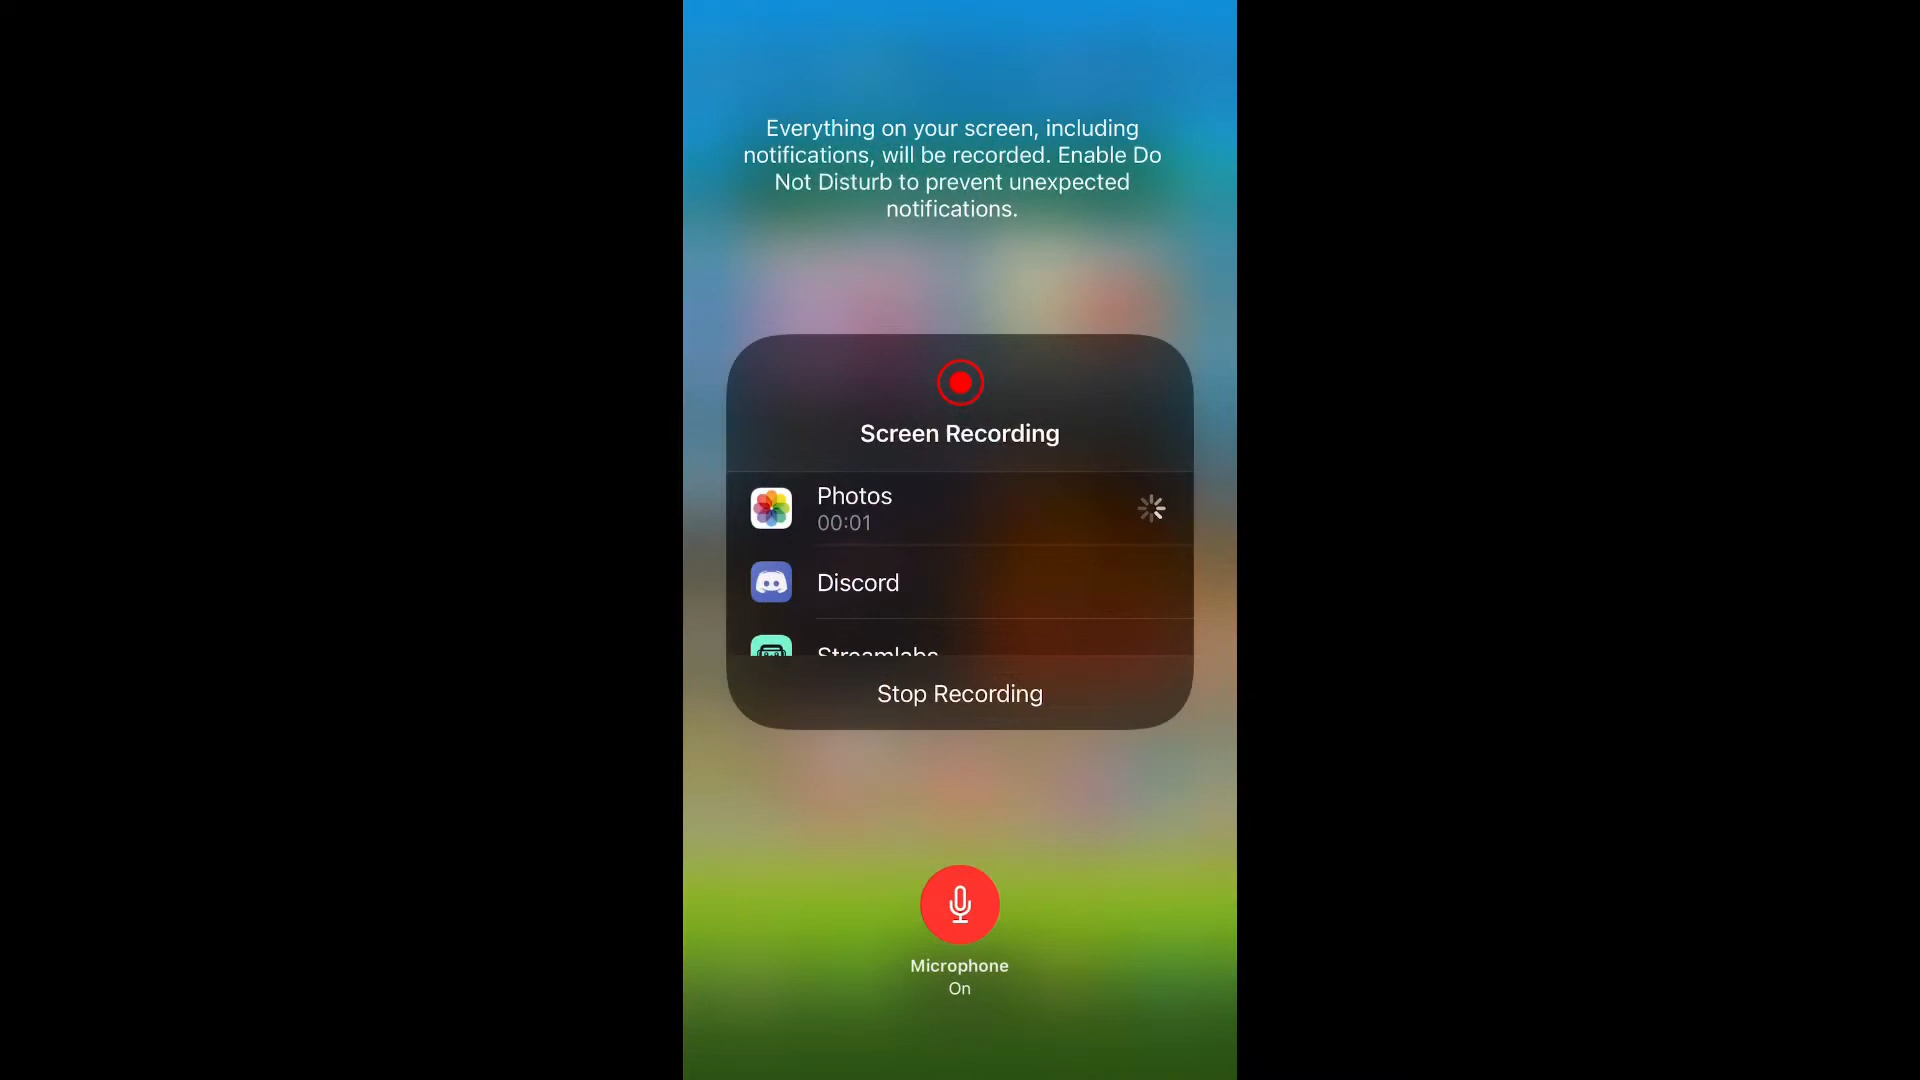 Everything on your screen, including
notifications, will be recorded. Enable Do
Not Disturb to prevent unexpected
notifications.
Screen Recording
Photos
00:01
Discord
Streamlabs
Stop Recording
Microphone
On